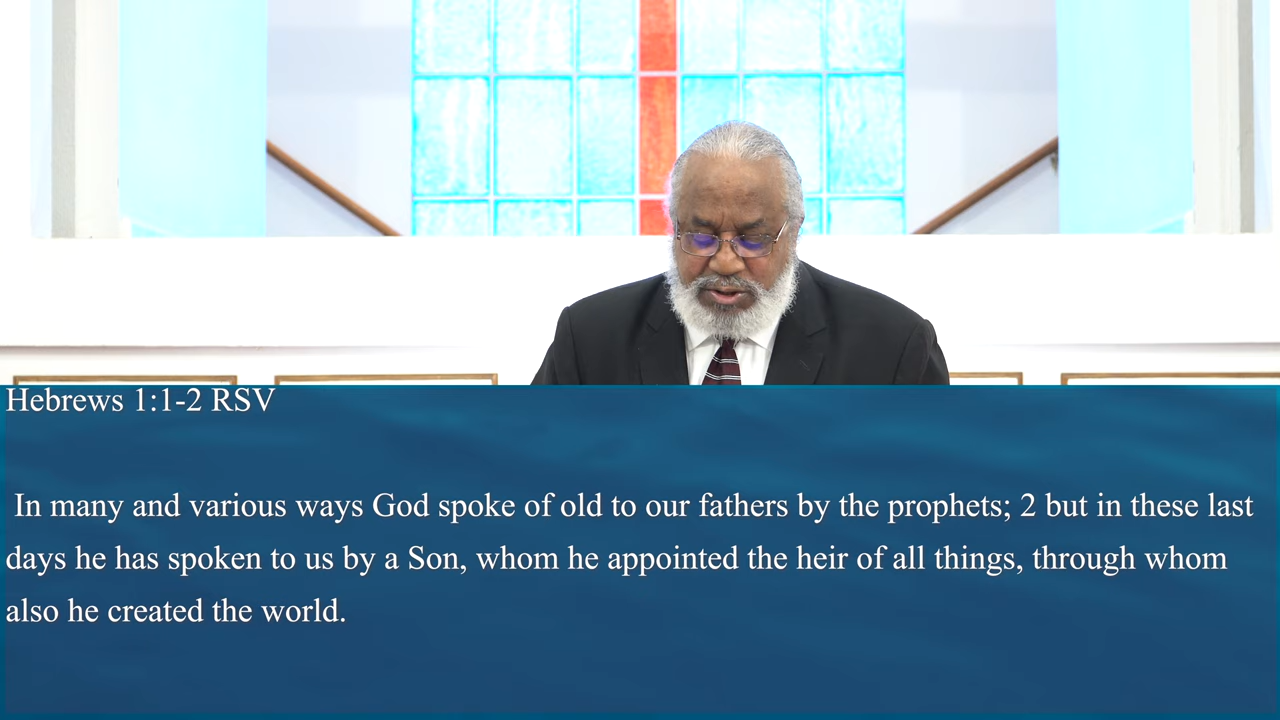 Hebrews 1:1-2 RSV
In many and various ways God spoke of old to our fathers by the prophets; 2 but in these last
days he has spoken to us by a Son, whom he appointed the heir of all things, through whom
also he created the world.